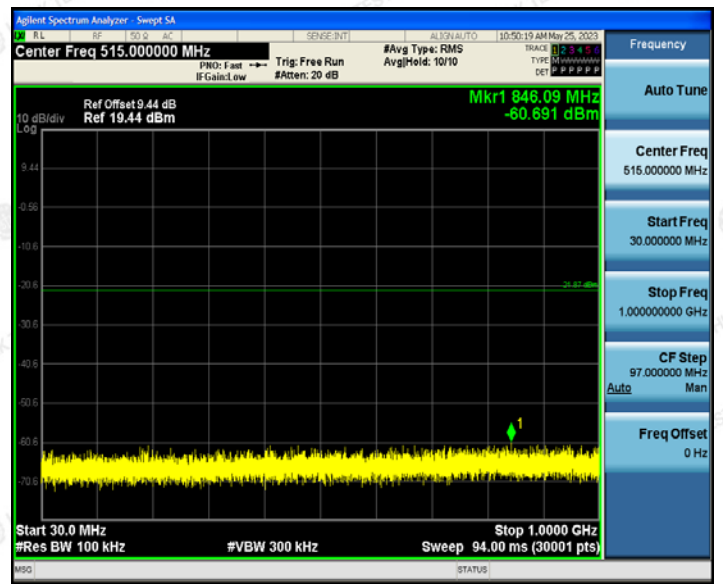 Agilent Spectrum Analyzer - Swept SA
RL RF 50 Ω AC SENSE:INT ALIGN AUTO 10:50:19 AM May 25, 2023
Center Freq 515.000000 MHz
PNO: Fast
IFGain:Low
Trig: Free Run
#Atten: 20 dB
#Avg Type: RMS
Avg|Hold: 10/10
TRACE 1 2 3 4 5 6
TYPE M
DET P P P P P P
Frequency
Ref Offset 9.44 dB
10 dB/div Ref 19.44 dBm
Log
Mkr1 846.09 MHz
-60.691 dBm
9.44
-0.56
-10.6
-20.6
-30.6
-40.6
-50.6
-60.6
-70.6
1
Start 30.0 MHz Stop 1.0000 GHz
#Res BW 100 kHz #VBW 300 kHz Sweep 94.00 ms (30001 pts)
MSG STATUS
Auto Tune
Center Freq
515.000000 MHz
Start Freq
30.000000 MHz
Stop Freq
1.000000000 GHz
CF Step
97.000000 MHz
Auto Man
Freq Offset
0 Hz